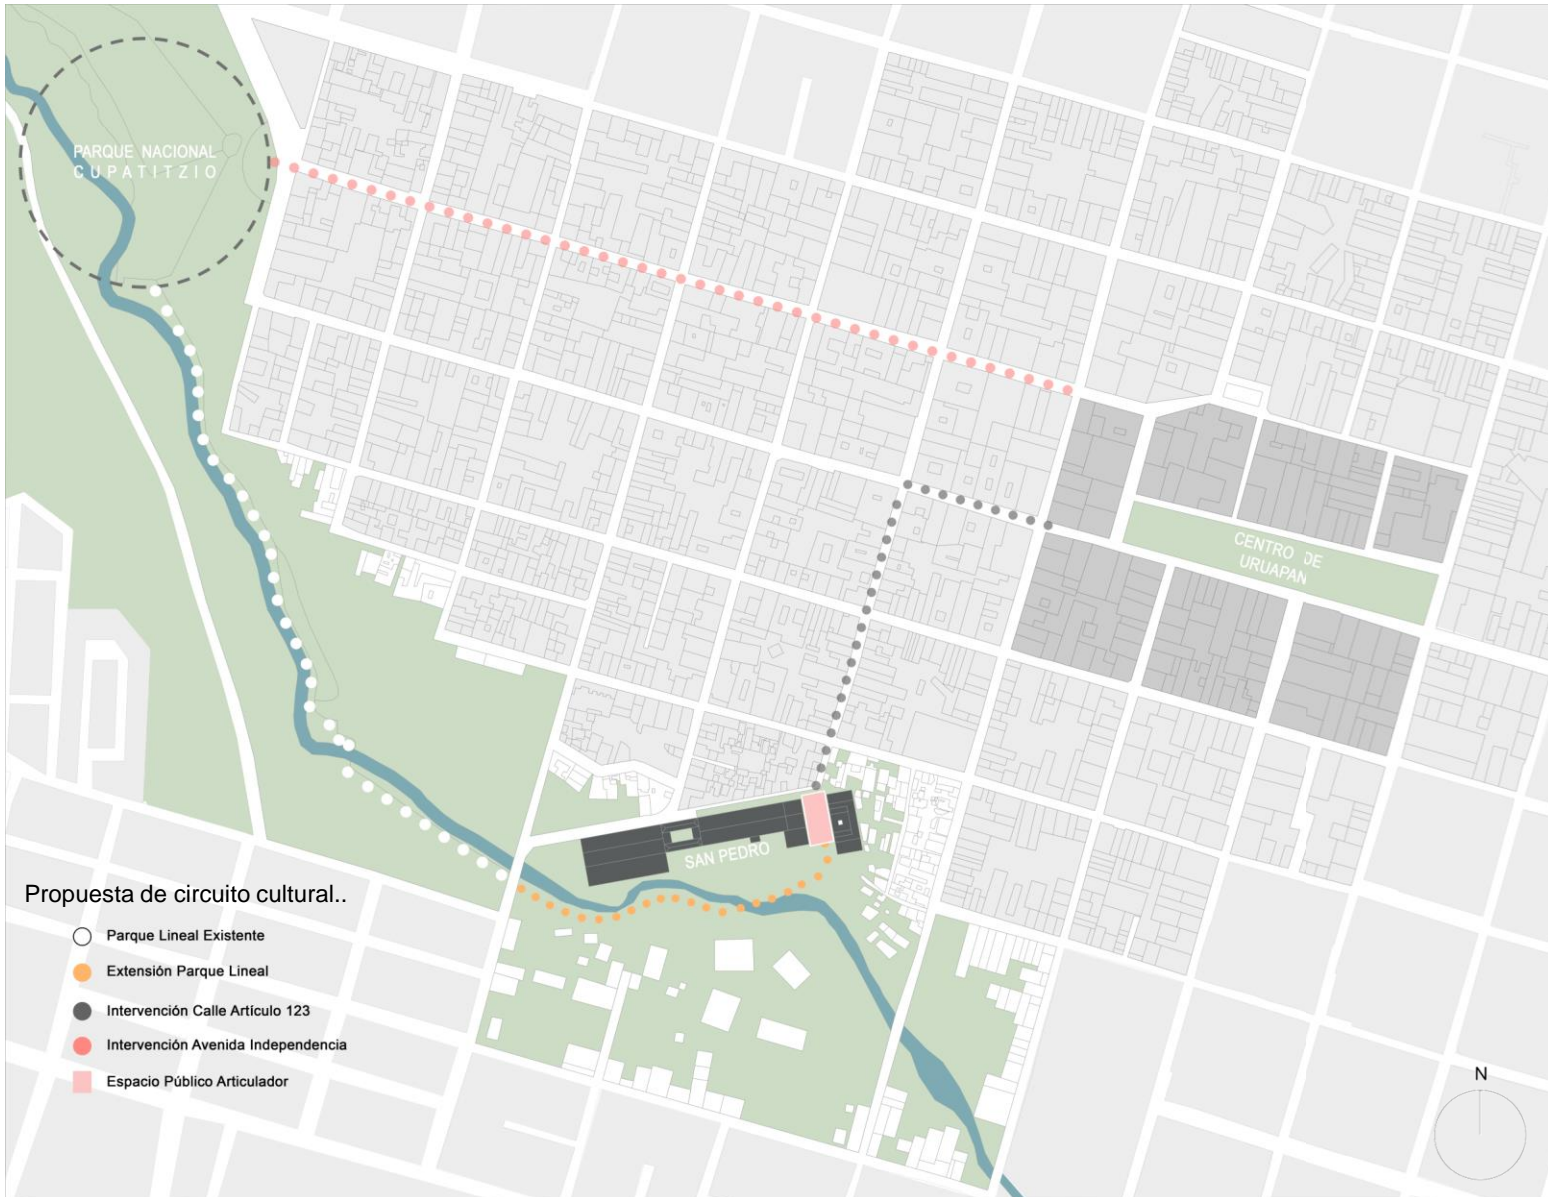 PARQUE NACIONAL
CUPATITZIO
CENTRO DE
URUAPAN
SAN PEDRO
Propuesta de circuito cultural..
Parque Lineal Existente
Extensión Parque Lineal
Intervención Calle Artículo 123
Intervención Avenida Independencia
Espacio Público Articulador
N